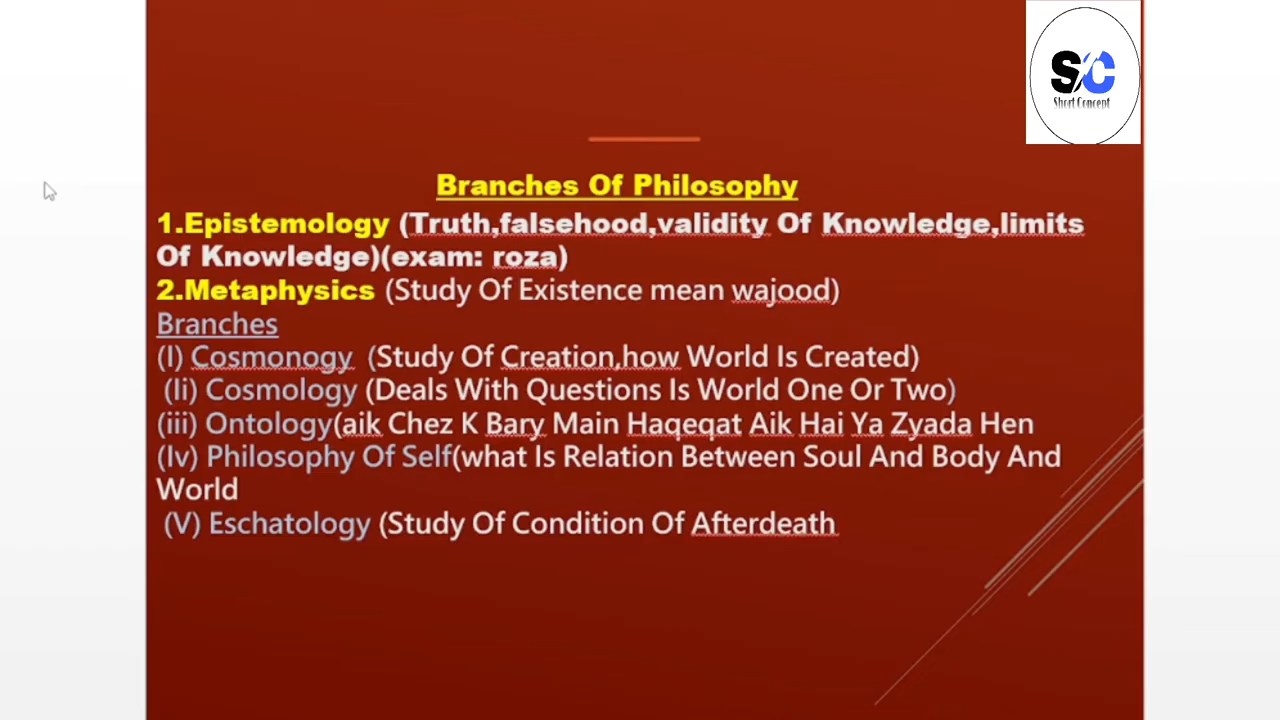 SC
Short Concept
Branches Of Philosophy
1.Epistemology (Truth,falsehood,validity Of Knowledge,limits
Of Knowledge)(exam: roza)
2.Metaphysics (Study Of Existence mean wajood)
Branches
(I) Cosmonogy (Study Of Creation,how World Is Created)
(Ii) Cosmology (Deals With Questions Is World One Or Two)
(iii) Ontology(aik Chez K Bary Main Haqeqat Aik Hai Ya Zyada Hen
(Iv) Philosophy Of Self(what Is Relation Between Soul And Body And
World
(V) Eschatology (Study Of Condition Of Afterdeath